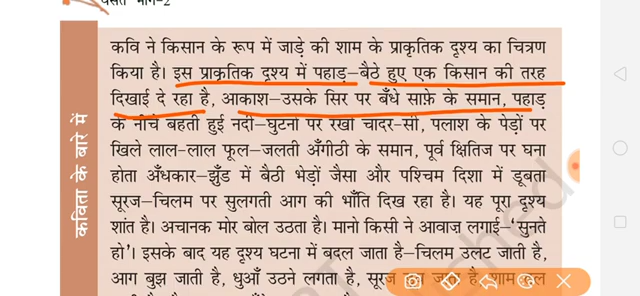 वसंत भाग-2
कवि ने किसान के रूप में जाड़े की शाम के प्राकृतिक दृश्य का चित्रण
किया है। इस प्राकृतिक दृश्य में पहाड़-बैठे हुए एक किसान की तरह
दिखाई दे रहा है, आकाश-उसके सिर पर बँधे साफ़े के समान, पहाड़
के नीचे बहती हुई नदी-घुटनों पर रखी चादर-सी, पलाश के पेड़ों पर
खिले लाल-लाल फूल-जलती अँगीठी के समान, पूर्व क्षितिज पर घना
होता अंधकार-झुंड में बैठी भेड़ों जैसा और पश्चिम दिशा में डूबता
सूरज-चिलम पर सुलगती आग की भाँति दिख रहा है। यह पूरा दृश्य
शांत है। अचानक मोर बोल उठता है। मानो किसी ने आवाज़ लगाई-'सुनते
हो'। इसके बाद यह दृश्य घटना में बदल जाता है-चिलम उलट जाती है,
आग बुझ जाती है, धुआँ उठने लगता है, सूरज
कविता के बारे में